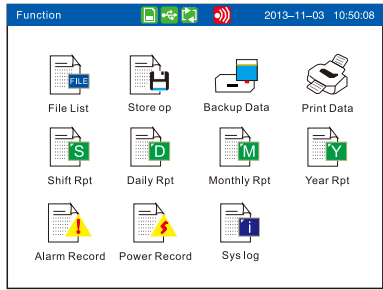 Function 2013-11-03 10:50:08
FILE
File List Store op Backup Data Print Data
S D M Y
Shift Rpt Daily Rpt Monthly Rpt Year Rpt
! i
Alarm Record Power Record Sys log